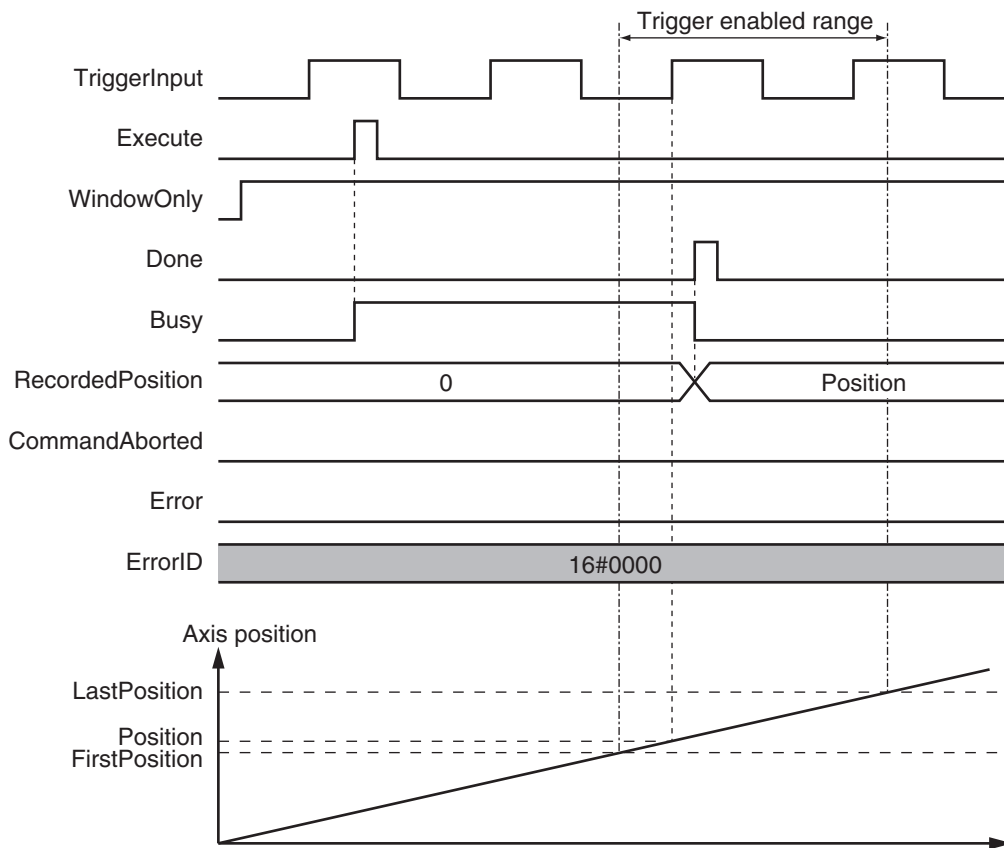 Trigger enabled range
TriggerInput
Execute
WindowOnly
Done
Busy
RecordedPosition
0
Position
CommandAborted
Error
ErrorID
16#0000
Axis position
LastPosition
Position
FirstPosition